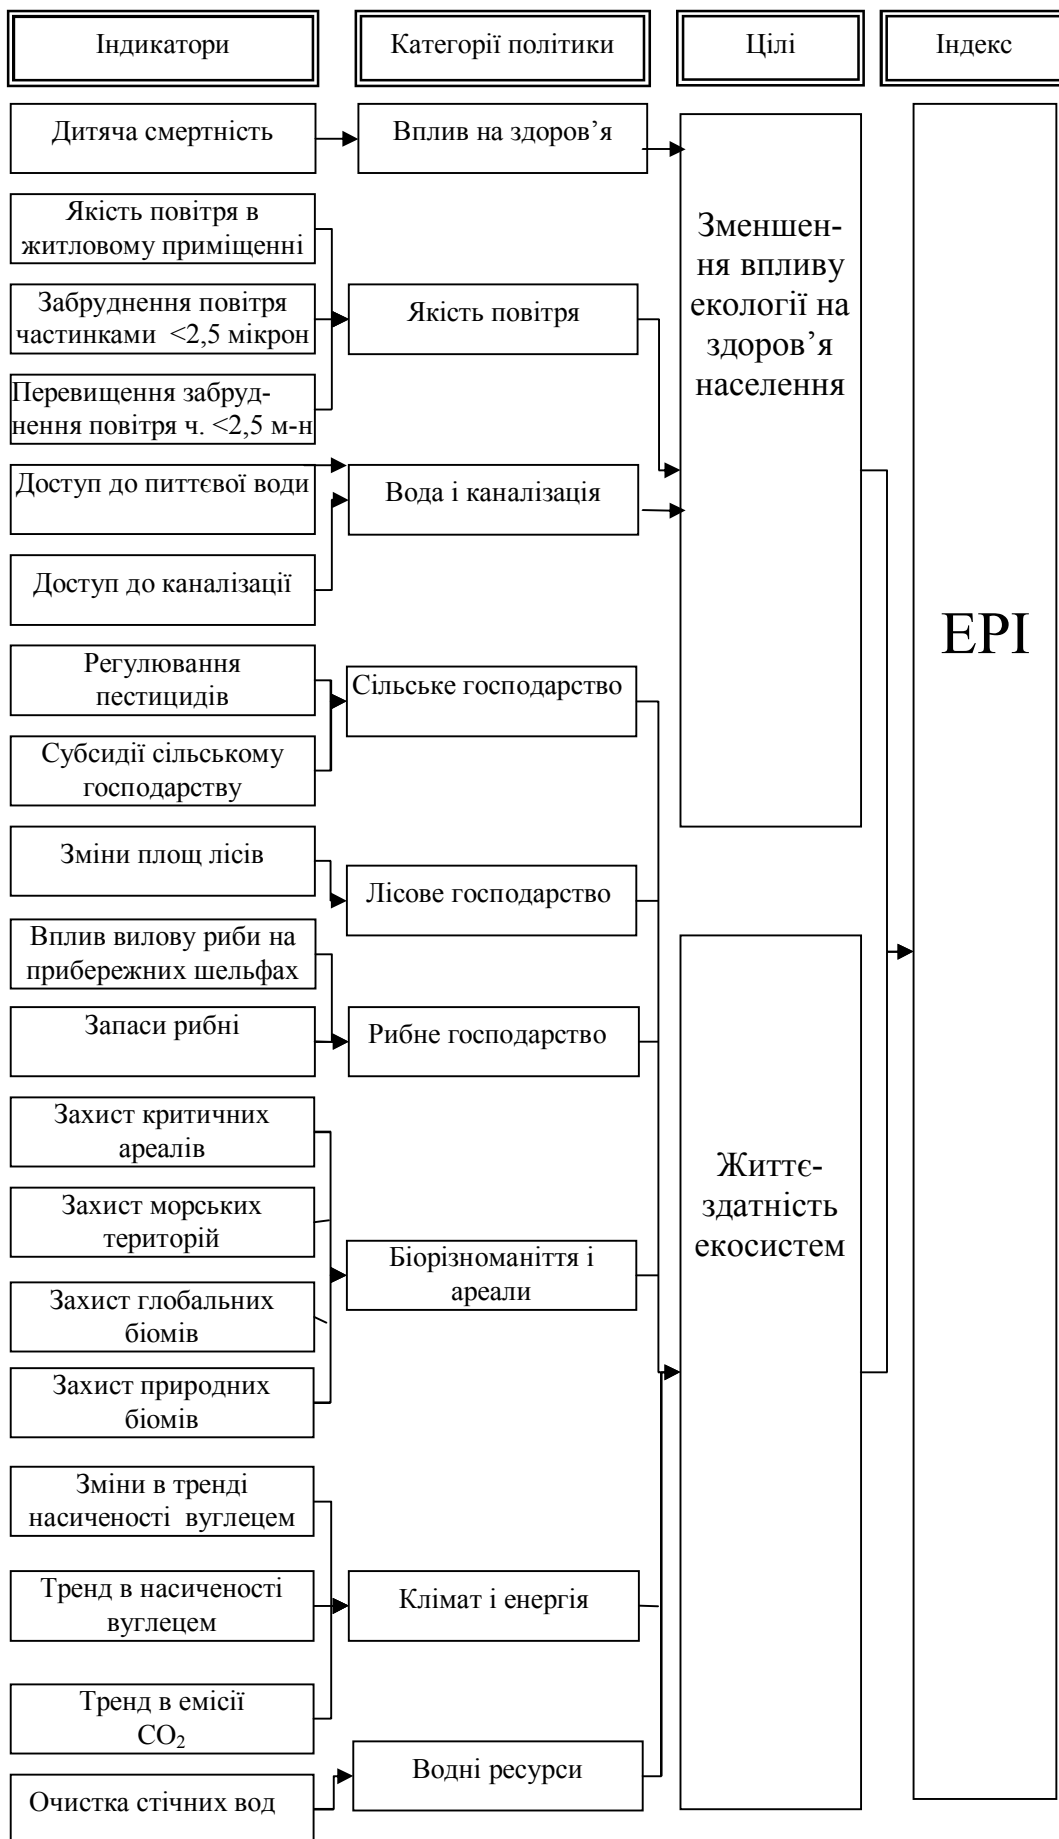 Індикатори
Категорії політики
Цілі
Індекс
Дитяча смертність
Вплив на здоров’я
Якість повітря в
житловому приміщенні
Забруднення повітря
частинками <2,5 мікрон
Перевищення забруд-
нення повітря ч. <2,5 м-н
Якість повітря
Доступ до питтєвої води
Доступ до каналізації
Вода і каналізація
Зменшен-
ня впливу
екології на
здоров’я
населення
Регулювання
пестицидів
Субсидії сільському
господарству
Сільське господарство
Зміни площ лісів
Лісове господарство
Вплив вилову риби на
прибережних шельфах
Запаси рибні
Рибне господарство
Захист критичних
ареалів
Захист морських
територій
Захист глобальних
біомів
Захист природних
біомів
Біорізноманіття і
ареали
Зміни в тренді
насиченості вуглецем
Тренд в насиченості
вуглецем
Тренд в емісії
CO₂
Клімат і енергія
Очистка стічних вод
Водні ресурси
Життє-
здатність
екосистем
EPI